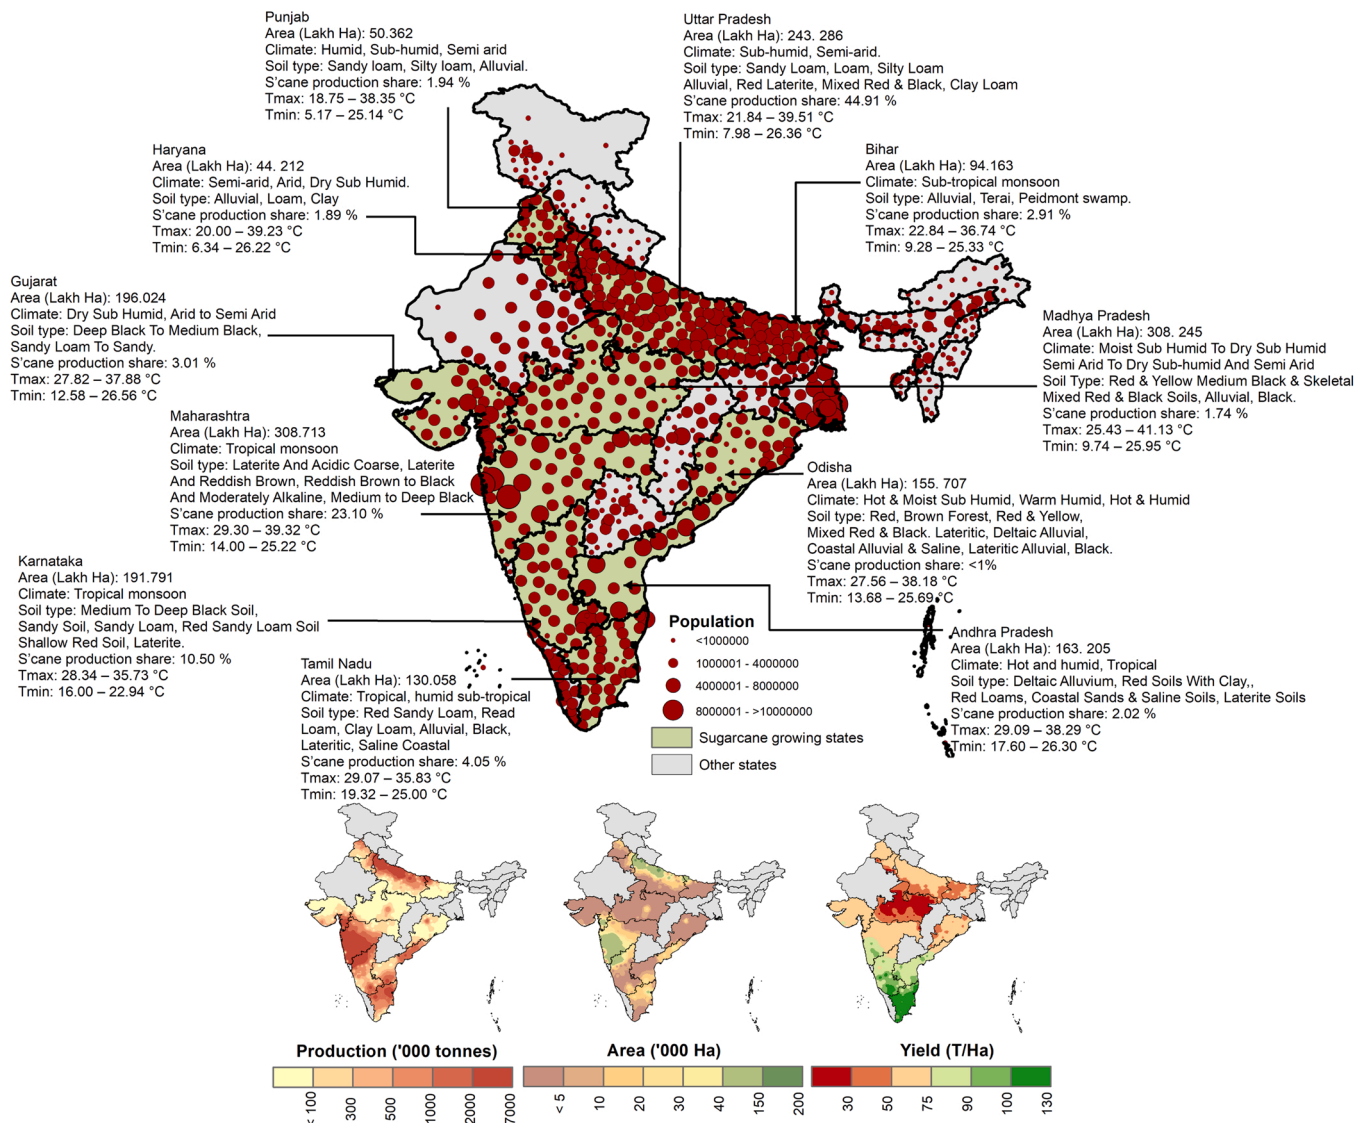 Punjab
Area (Lakh Ha): 50.362
Climate: Humid, Sub-humid, Semi arid
Soil type: Sandy loam, Silty loam, Alluvial.
S'cane production share: 1.94 %
Tmax: 18.75 – 38.35 °C
Tmin: 5.17 – 25.14 °C
Uttar Pradesh
Area (Lakh Ha): 243. 286
Climate: Sub-humid, Semi-arid.
Soil type: Sandy Loam, Loam, Silty Loam
Alluvial, Red Laterite, Mixed Red & Black, Clay Loam
S'cane production share: 44.91 %
Tmax: 21.84 – 39.51 °C
Tmin: 7.98 – 26.36 °C
Haryana
Area (Lakh Ha): 44. 212
Climate: Semi-arid, Arid, Dry Sub Humid.
Soil type: Alluvial, Loam, Clay
S'cane production share: 1.89 %
Tmax: 20.00 – 39.23 °C
Tmin: 6.34 – 26.22 °C
Bihar
Area (Lakh Ha): 94.163
Climate: Sub-tropical monsoon
Soil type: Alluvial, Terai, Peidmont swamp.
S'cane production share: 2.91 %
Tmax: 22.84 – 36.74 °C
Tmin: 9.28 – 25.33 °C
Gujarat
Area (Lakh Ha): 196.024
Climate: Dry Sub Humid, Arid to Semi Arid
Soil type: Deep Black To Medium Black,
Sandy Loam To Sandy.
S'cane production share: 3.01 %
Tmax: 27.82 – 37.88 °C
Tmin: 12.58 – 26.56 °C
Madhya Pradesh
Area (Lakh Ha): 308. 245
Climate: Moist Sub Humid To Dry Sub Humid
Semi Arid To Dry Sub-humid And Semi Arid
Soil Type: Red & Yellow Medium Black & Skeletal
Mixed Red & Black Soils, Alluvial, Black.
S'cane production share: 1.74 %
Tmax: 25.43 – 41.13 °C
Tmin: 9.74 – 25.95 °C
Maharashtra
Area (Lakh Ha): 308.713
Climate: Tropical monsoon
Soil type: Laterite And Acidic Coarse, Laterite
And Reddish Brown, Reddish Brown to Black
And Moderately Alkaline, Medium to Deep Black
S'cane production share: 23.10 %
Tmax: 29.30 – 39.32 °C
Tmin: 14.00 – 25.22 °C
Odisha
Area (Lakh Ha): 155. 707
Climate: Hot & Moist Sub Humid, Warm Humid, Hot & Humid
Soil type: Red, Brown Forest, Red & Yellow,
Mixed Red & Black. Lateritic, Deltaic Alluvial,
Coastal Alluvial & Saline, Lateritic Alluvial, Black.
S'cane production share: <1%
Tmax: 27.56 – 38.18 °C
Tmin: 13.68 – 25.69 °C
Karnataka
Area (Lakh Ha): 191.791
Climate: Tropical monsoon
Soil type: Medium To Deep Black Soil,
Sandy Soil, Sandy Loam, Red Sandy Loam Soil
Shallow Red Soil, Laterite.
S'cane production share: 10.50 %
Tmax: 28.34 – 35.73 °C
Tmin: 16.00 – 22.94 °C
Tamil Nadu
Area (Lakh Ha): 130.058
Climate: Tropical, humid sub-tropical
Soil type: Red Sandy Loam, Read
Loam, Clay Loam, Alluvial, Black,
Lateritic, Saline Coastal
S'cane production share: 4.05 %
Tmax: 29.07 – 35.83 °C
Tmin: 19.32 – 25.00 °C
Andhra Pradesh
Area (Lakh Ha): 163. 205
Climate: Hot and humid, Tropical
Soil type: Deltaic Alluvium, Red Soils With Clay,,
Red Loams, Coastal Sands & Saline Soils, Laterite Soils
S'cane production share: 2.02 %
Tmax: 29.09 – 38.29 °C
Tmin: 17.60 – 26.30 °C
Population
<1000000
1000001 - 4000000
4000001 - 8000000
8000001 - >10000000
Sugarcane growing states
Other states
Production ('000 tonnes)
< 100
300
500
1000
2000
7000
Area ('000 Ha)
< 5
10
20
30
40
150
200
Yield (T/Ha)
30
50
75
90
100
130